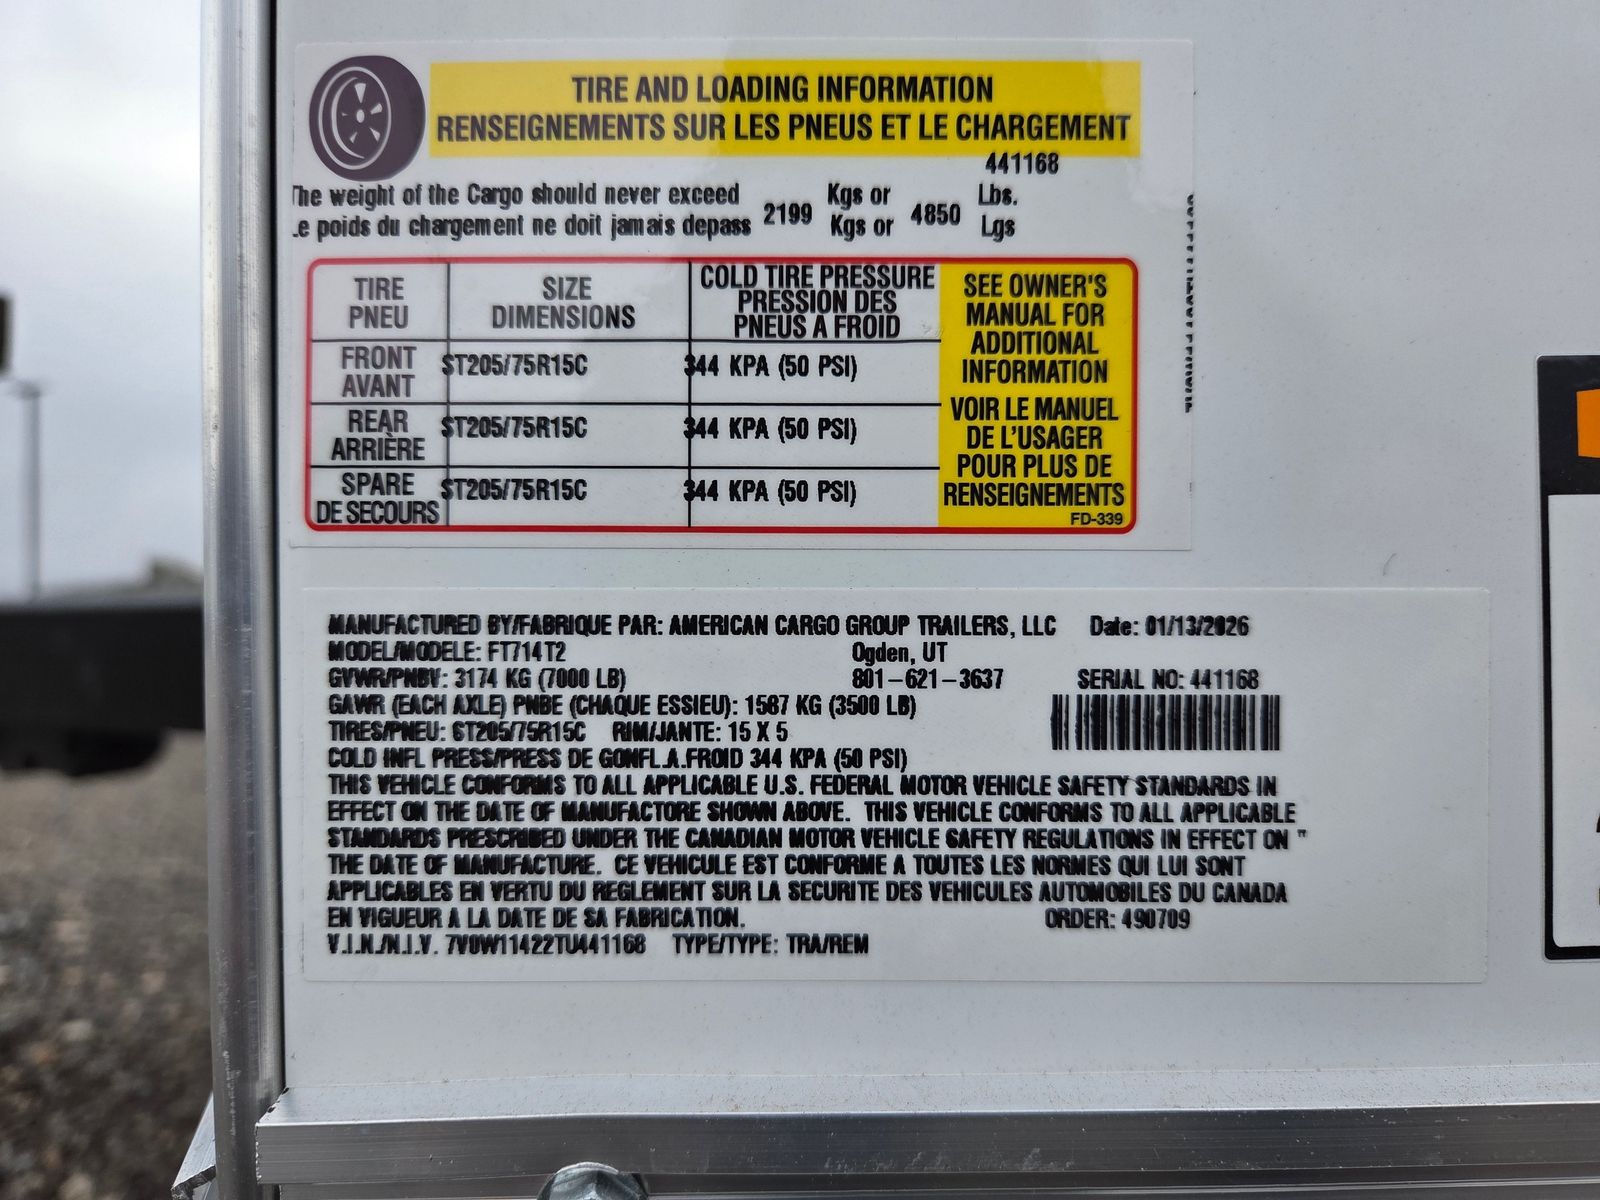 TIRE AND LOADING INFORMATION
RENSEIGNEMENTS SUR LES PNEUS ET LE CHARGEMENT
441168
The weight of the Cargo should never exceed 2199 Kgs or 4850 Lbs.
Le poids du chargement ne doit jamais depass Kgs or Lgs
TIRE SIZE COLD TIRE PRESSURE
PNEU DIMENSIONS PRESSION DES
PNEUS A FROID
FRONT ST205/75R15C 344 KPA (50 PSI)
AVANT
REAR ST205/75R15C 344 KPA (50 PSI)
ARRIÈRE
SPARE ST205/75R15C 344 KPA (50 PSI)
DE SECOURS
SEE OWNER'S
MANUAL FOR
ADDITIONAL
INFORMATION
VOIR LE MANUEL
DE L'USAGER
POUR PLUS DE
RENSEIGNEMENTS
FD-339
MANUFACTURED BY/FABRIQUE PAR: AMERICAN CARGO GROUP TRAILERS, LLC Date: 01/13/2026
MODEL/MODELE: FT714T2 Ogden, UT
GVWR/PNBV: 3174 KG (7000 LB) 801-621-3637 SERIAL NO: 441168
GAWR (EACH AXLE) PNBE (CHAQUE ESSIEU): 1587 KG (3500 LB)
TIRES/PNEU: ST205/75R15C RIM/JANTE: 15 X 5
COLD INFL PRESS/PRESS DE GONFL.A.FROID 344 KPA (50 PSI)
THIS VEHICLE CONFORMS TO ALL APPLICABLE U.S. FEDERAL MOTOR VEHICLE SAFETY STANDARDS IN
EFFECT ON THE DATE OF MANUFACTORE SHOWN ABOVE. THIS VEHICLE CONFORMS TO ALL APPLICABLE
STANDARDS PRESCRIBED UNDER THE CANADIAN MOTOR VEHICLE SAFETY REGULATIONS IN EFFECT ON "
THE DATE OF MANUFACTURE. CE VEHICULE EST CONFORME A TOUTES LES NORMES QUI LUI SONT
APPLICABLES EN VERTU DU REGLEMENT SUR LA SECURITE DES VEHICULES AUTOMOBILES DU CANADA
EN VIGUEUR A LA DATE DE SA FABRICATION. ORDER: 490709
V.I.N./N.I.V. 7V0W11422TU441168 TYPE/TYPE: TRA/REM